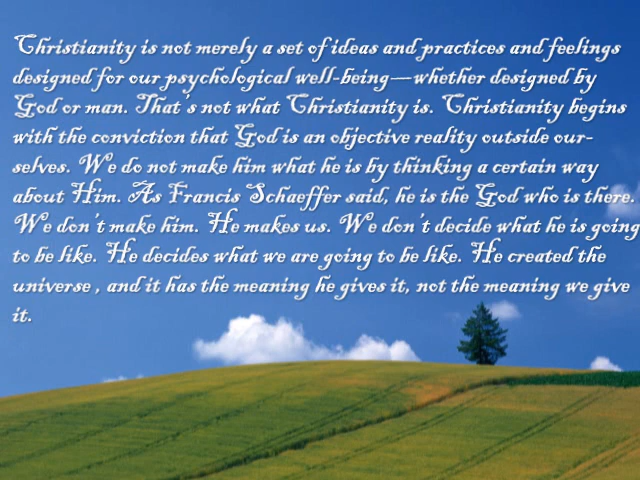 Christianity is not merely a set of ideas and practices and feelings
designed for our psychological well-being—whether designed by
God or man. That's not what Christianity is. Christianity begins
with the conviction that God is an objective reality outside our-
selves. We do not make him what he is by thinking a certain way
about Him. As Francis Schaeffer said, he is the God who is there.
We don't make him. He makes us. We don't decide what he is going
to be like. He decides what we are going to be like. He created the
universe , and it has the meaning he gives it, not the meaning we give
it.